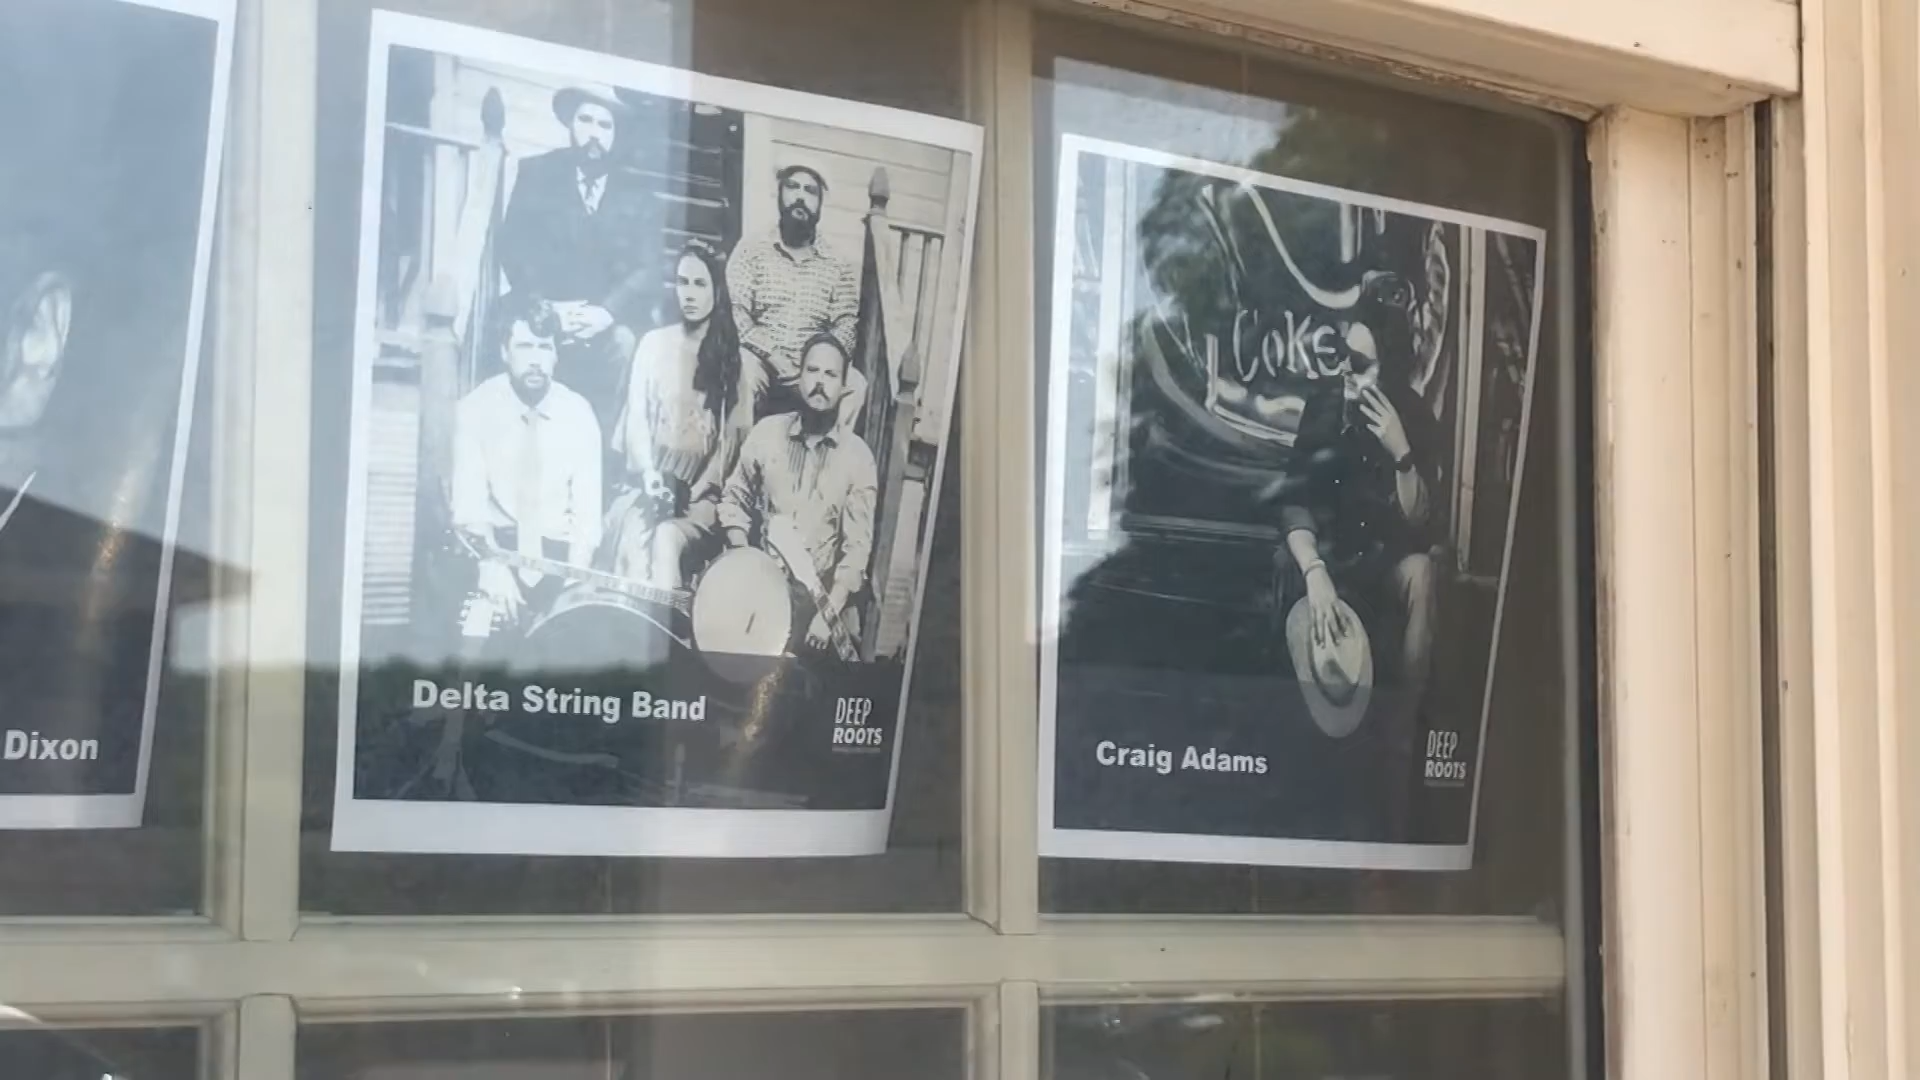 Dixon
Delta String Band
DEEP
ROOTS
COKE
Craig Adams
DEEP
ROOTS